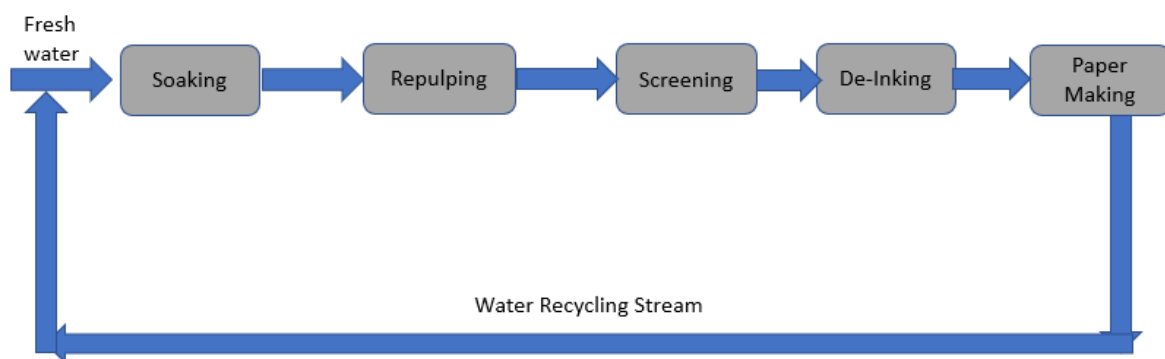 Fresh
water
Soaking
Repulping
Screening
De-Inking
Paper
Making
Water Recycling Stream